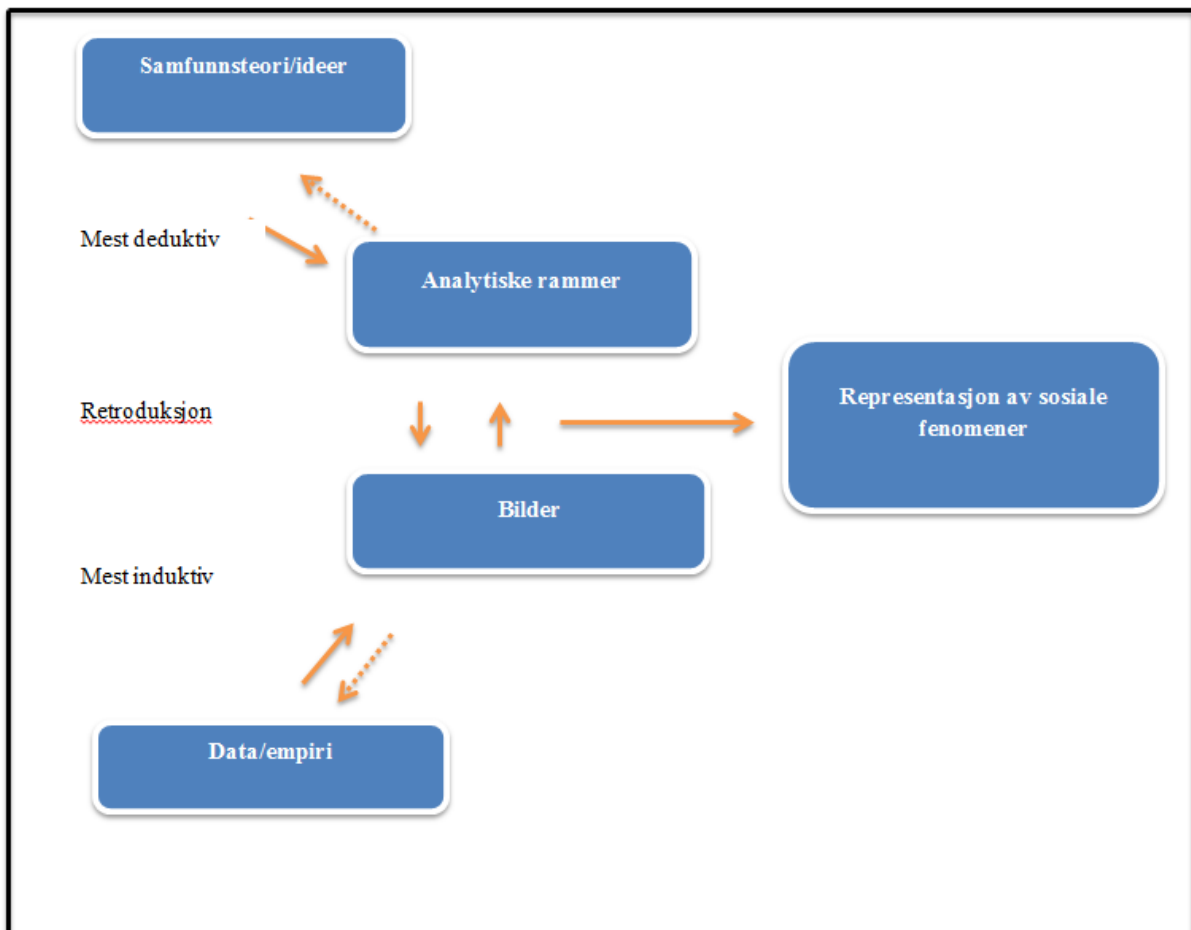 Samfunnsteori/ideer
Mest deduktiv
Analytiske rammer
Retroduksjon
Representasjon av sosiale
fenomener
Bilder
Mest induktiv
Data/empiri